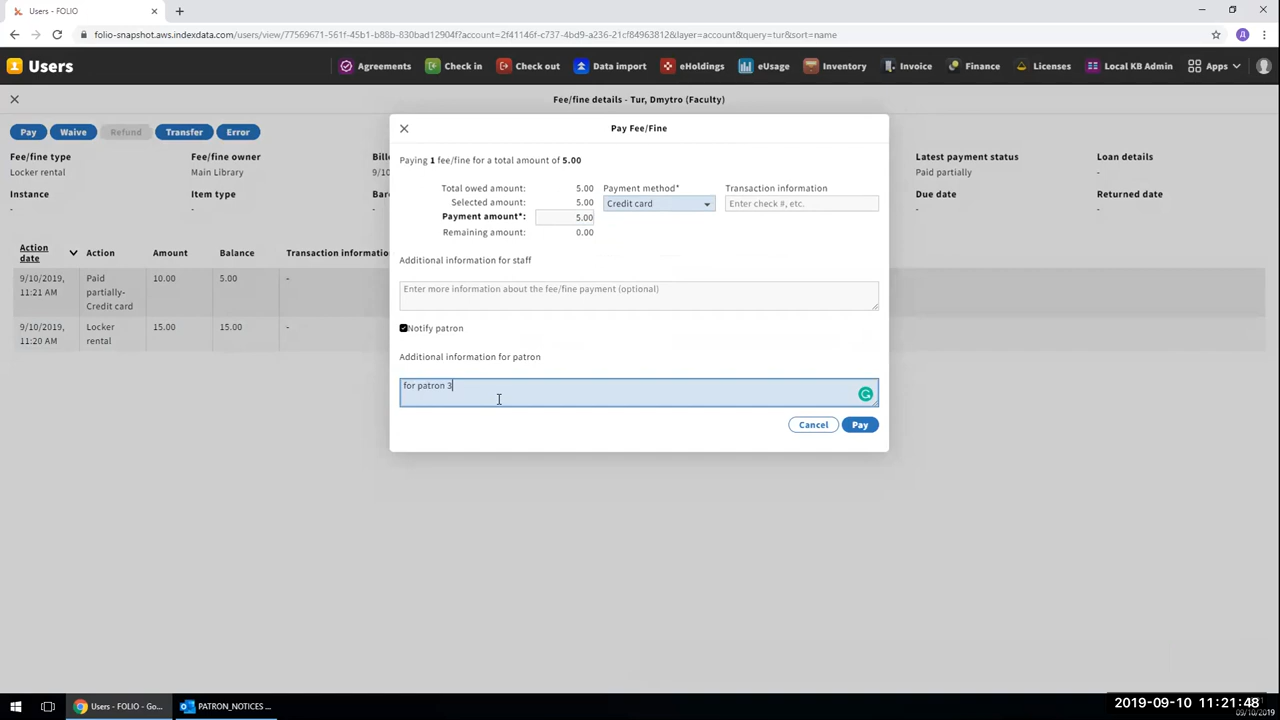 Users - FOLIO
folio-snapshot.aws.indexdata.com/users/view/77569671-561f-45b1-b88b-830bad12904f?account=2f41146f-c737-4bd9-a236-21cf84963812&layer=account&query=tur&sort=name
Users
Agreements
Check in
Check out
Data import
eHoldings
eUsage
Inventory
Invoice
Finance
Licenses
Local KB Admin
Apps
Fee/fine details - Tur, Dmytro (Faculty)
Pay
Waive
Refund
Transfer
Error
Fee/fine type
Fee/fine owner
Latest payment status
Loan details
Locker rental
Main Library
9/10
Paid partially
-
Instance
Item type
Due date
Returned date
-
-
-
-
-
Action date
Action
Amount
Balance
Transaction informatio
9/10/2019, 11:21 AM
Paid partially-Credit card
10.00
5.00
-
9/10/2019, 11:20 AM
Locker rental
15.00
15.00
-
Pay Fee/Fine
Paying 1 fee/fine for a total amount of 5.00
Total owed amount: 5.00
Selected amount: 5.00
Payment amount*: 5.00
Remaining amount: 0.00
Payment method*
Credit card
Transaction information
Enter check #, etc.
Additional information for staff
Enter more information about the fee/fine payment (optional)
Notify patron
Additional information for patron
for patron 3
Cancel
Pay
Users - FOLIO - Go...
PATRON_NOTICES ...
2019-09-10 11:21:48
09/10/2019